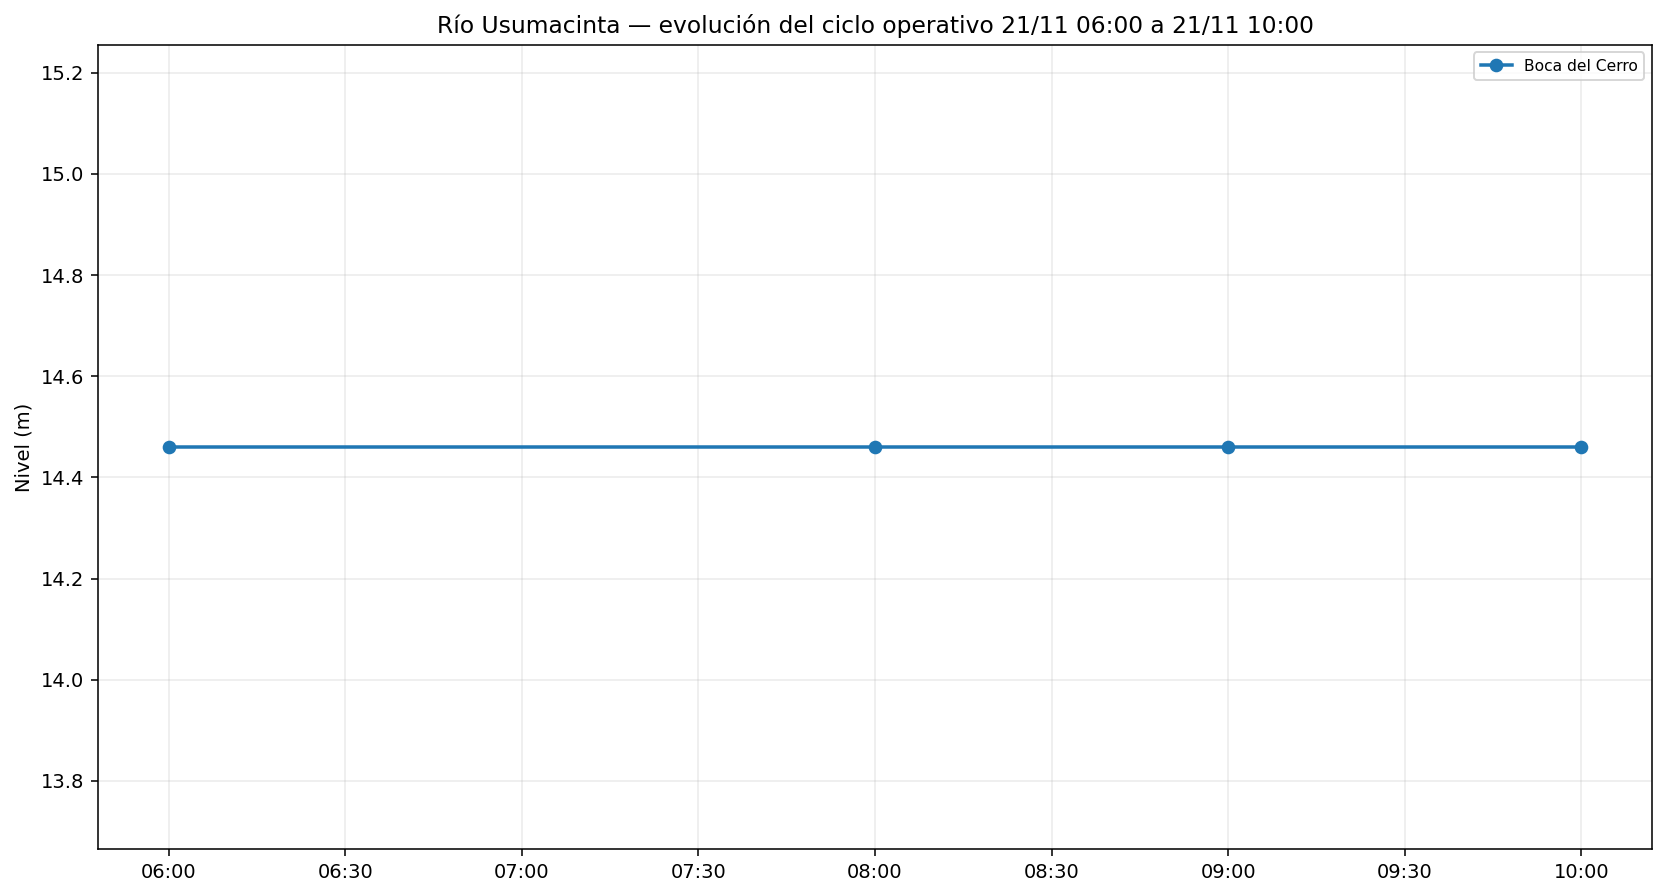 Río Usumacinta — evolución del ciclo operativo 21/11 06:00 a 21/11 10:00
Boca del Cerro
Nivel (m)
15.2
15.0
14.8
14.6
14.4
14.2
14.0
13.8
06:00 06:30 07:00 07:30 08:00 08:30 09:00 09:30 10:00